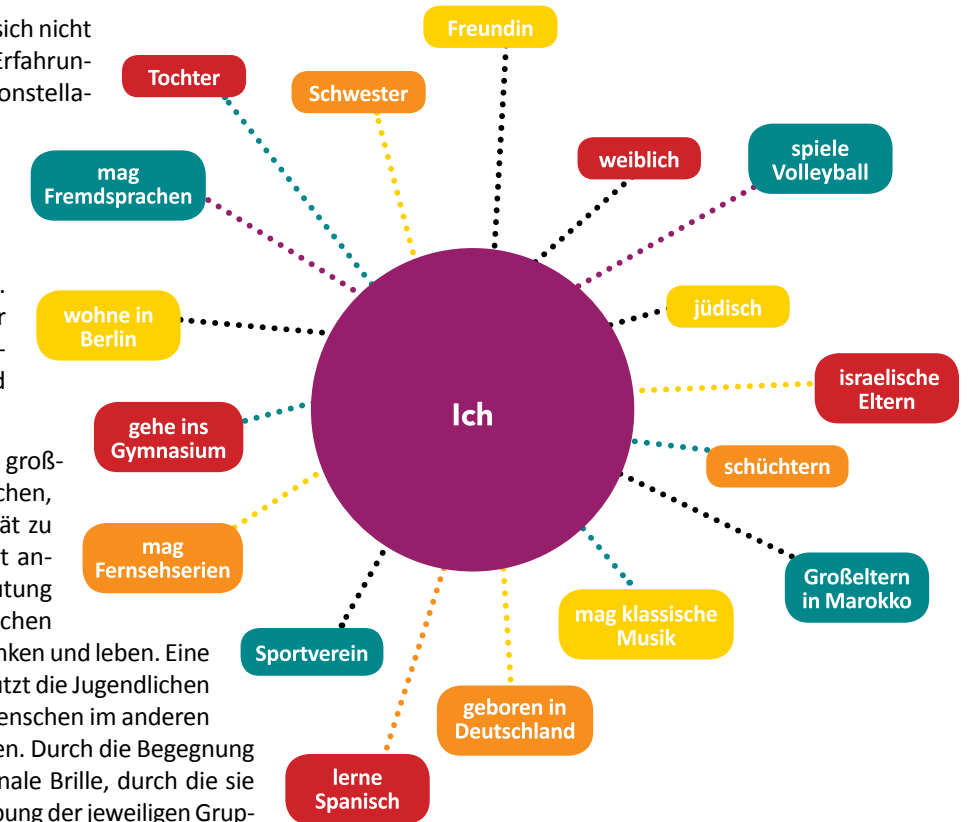 sich nicht
Erfahrun-
onstella-
.
r
-
d
groß-
chen,
ät zu
t an-
utung
chen
nken und leben. Eine
ützt die Jugendlichen
enschen im anderen
en. Durch die Begegnung
nale Brille, durch die sie
bung der jeweiligen Grup-
Freundin
Tochter
Schwester
weiblich
spiele
Volleyball
mag
Fremdsprachen
jüdisch
wohne in
Berlin
israelische
Eltern
Ich
gehe ins
Gymnasium
schüchtern
mag
Fernsehserien
Großeltern
in Marokko
mag klassische
Musik
Sportverein
geboren in
Deutschland
lerne
Spanisch